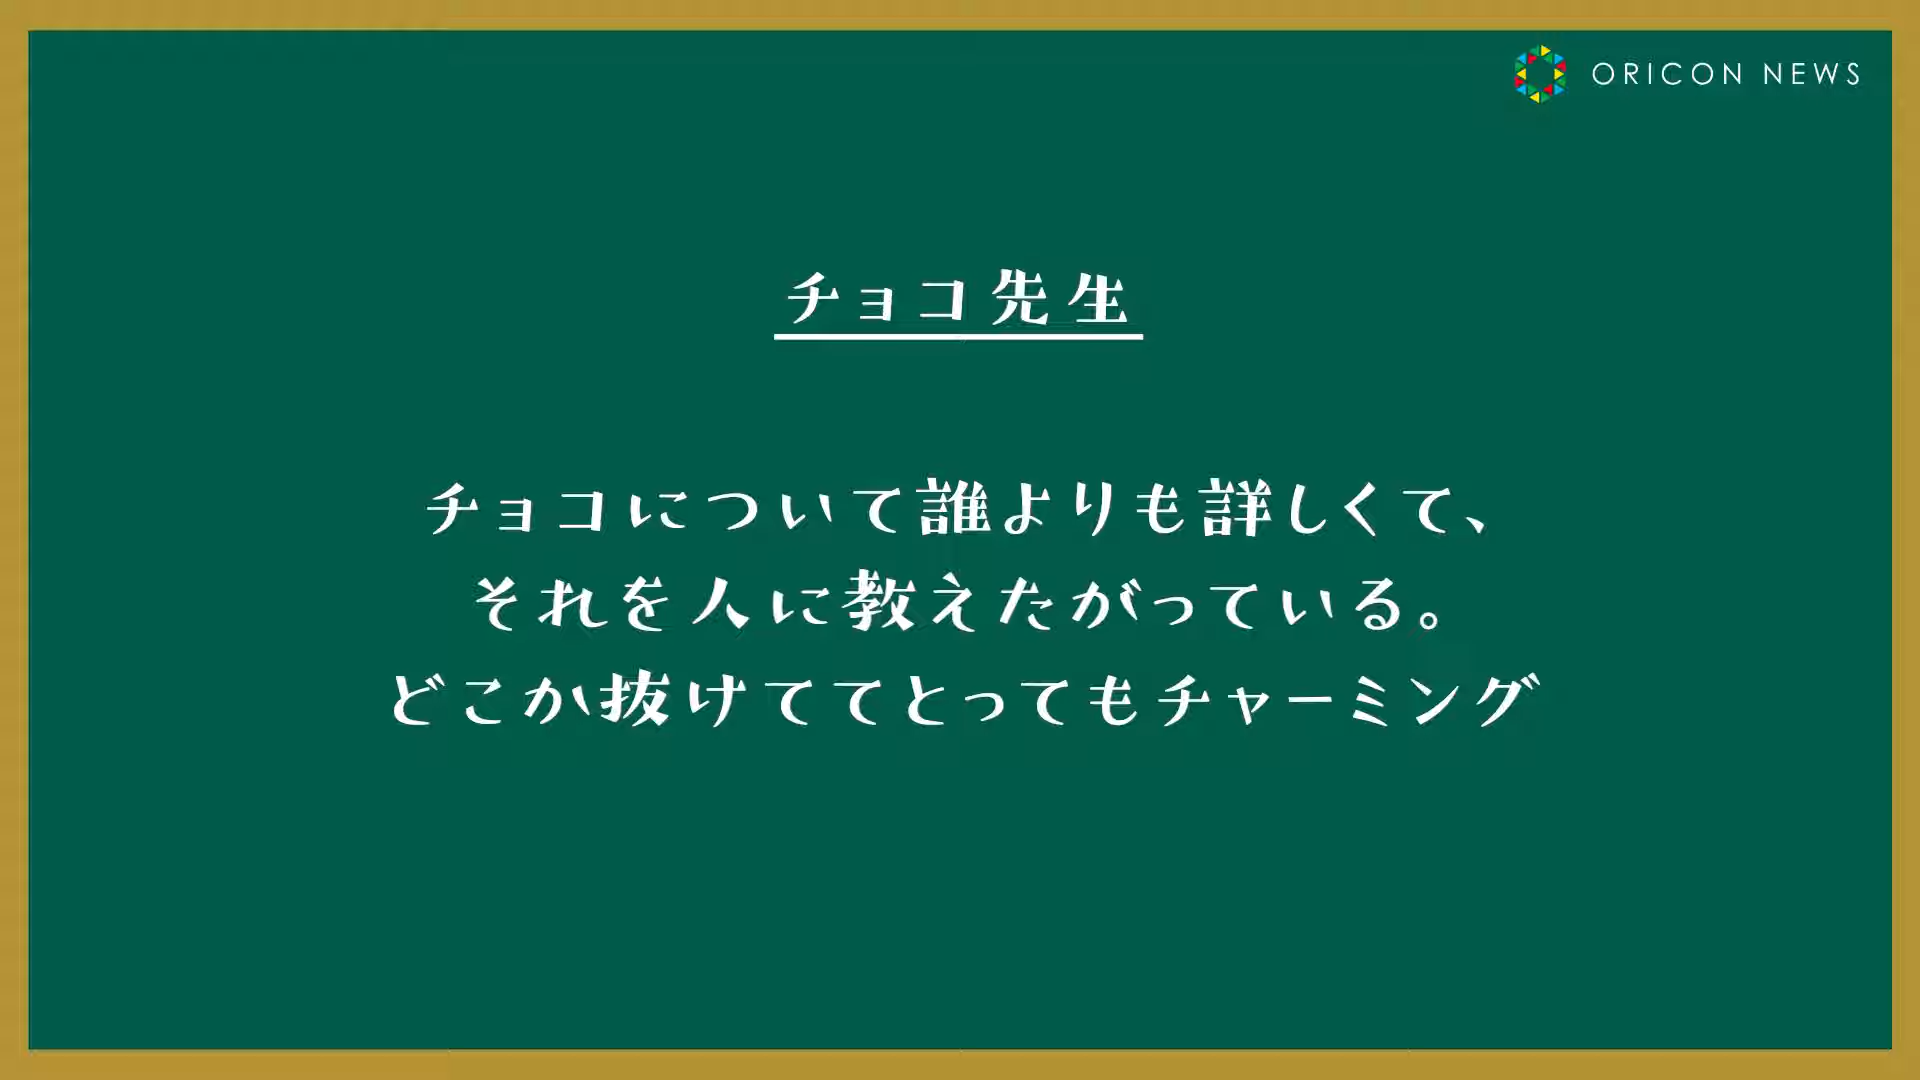 ORICON NEWS
チョコ先生
チョコについて誰よりも詳しくて、
それを人に教えたがっている。
どこか抜けててとってもチャーミング